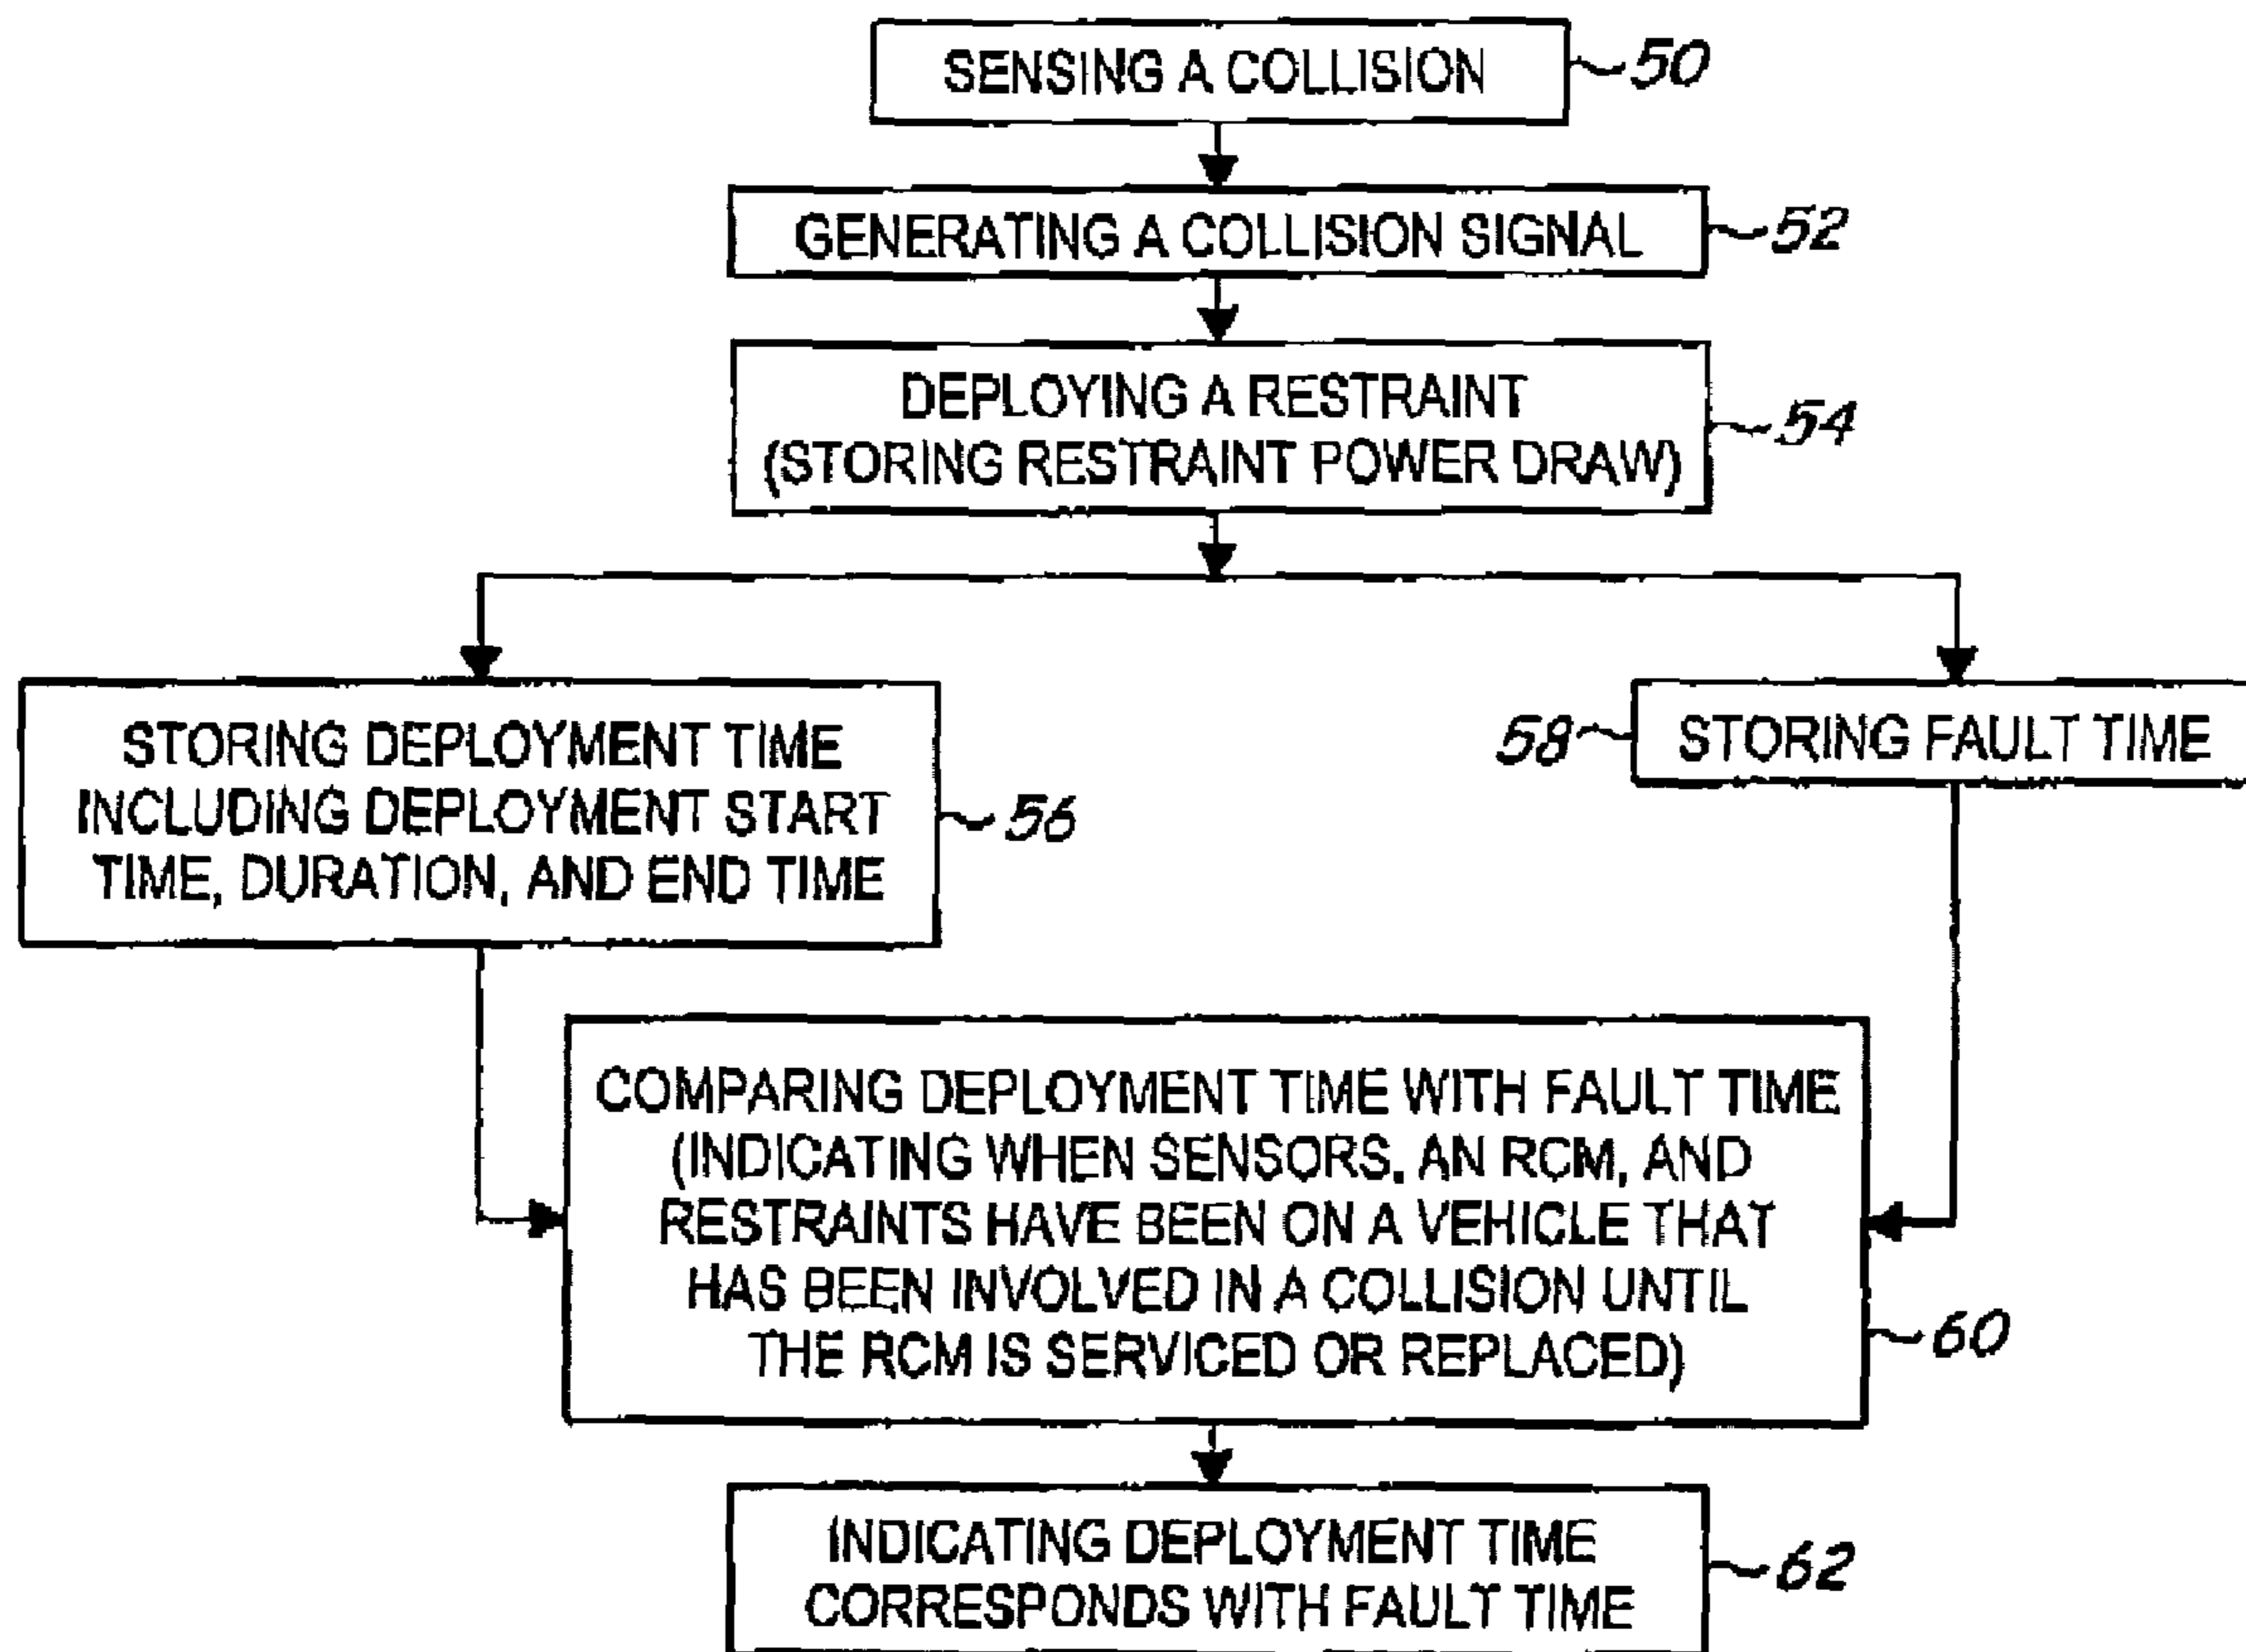 SENSING A COLLISION
50
GENERATING A COLLISION SIGNAL
52
DEPLOYING A RESTRAINT
(STORING RESTRAINT POWER DRAW)
54
STORING DEPLOYMENT TIME
INCLUDING DEPLOYMENT START
TIME, DURATION, AND END TIME
56
58
STORING FAULT TIME
COMPARING DEPLOYMENT TIME WITH FAULT TIME
(INDICATING WHEN SENSORS, AN RCM, AND
RESTRAINTS HAVE BEEN ON A VEHICLE THAT
HAS BEEN INVOLVED IN A COLLISION UNTIL
THE RCM IS SERVICED OR REPLACED)
60
INDICATING DEPLOYMENT TIME
CORRESPONDS WITH FAULT TIME
62